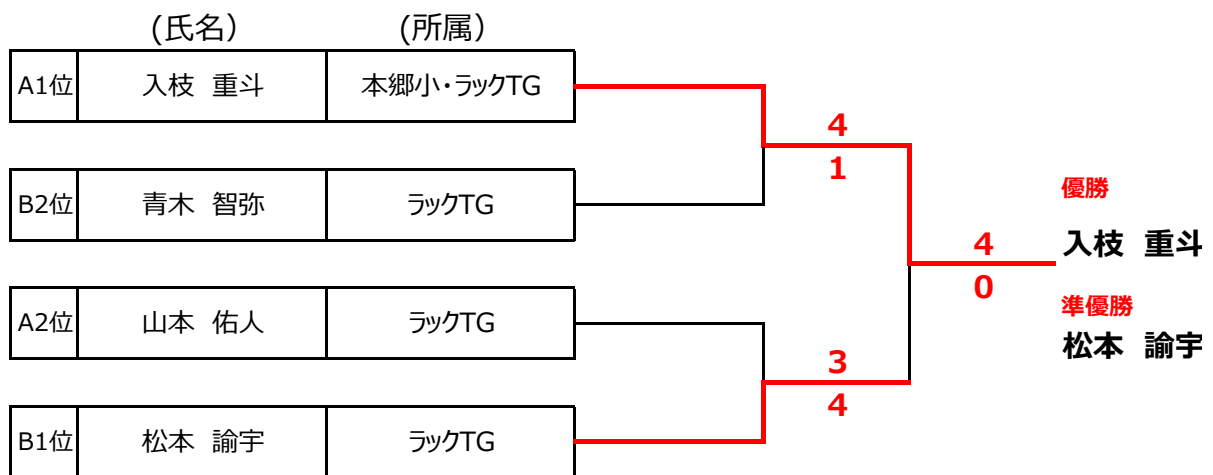 (氏名) (所属)
A1位 入枝 重斗 本郷小・ラックTG
4
1
B2位 青木 智弥 ラックTG
優勝
入枝 重斗
4
0
準優勝
松本 諭宇
A2位 山本 佑人 ラックTG
3
4
B1位 松本 諭宇 ラックTG